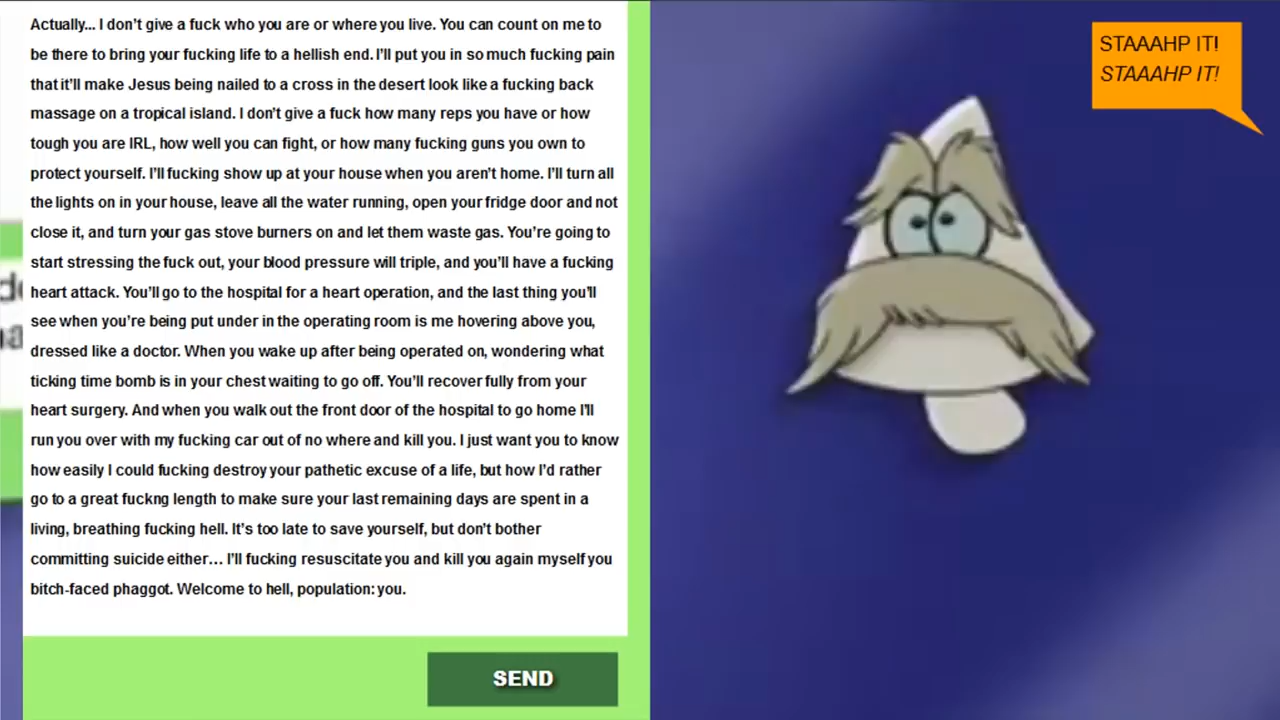 Actually... I don't give a fuck who you are or where you live. You can count on me to
be there to bring your fucking life to a hellish end. I'll put you in so much fucking pain
that it'll make Jesus being nailed to a cross in the desert look like a fucking back
massage on a tropical island. I don't give a fuck how many reps you have or how
tough you are IRL, how well you can fight, or how many fucking guns you own to
protect yourself. I'll fucking show up at your house when you aren't home. I'll turn all
the lights on in your house, leave all the water running, open your fridge door and not
close it, and turn your gas stove burners on and let them waste gas. You're going to
start stressing the fuck out, your blood pressure will triple, and you'll have a fucking
heart attack. You'll go to the hospital for a heart operation, and the last thing you'll
see when you're being put under in the operating room is me hovering above you,
dressed like a doctor. When you wake up after being operated on, wondering what
ticking time bomb is in your chest waiting to go off. You'll recover fully from your
heart surgery. And when you walk out the front door of the hospital to go home I'll
run you over with my fucking car out of no where and kill you. I just want you to know
how easily I could fucking destroy your pathetic excuse of a life, but how I'd rather
go to a great fuckng length to make sure your last remaining days are spent in a
living, breathing fucking hell. It's too late to save yourself, but don't bother
committing suicide either… I'll fucking resuscitate you and kill you again myself you
bitch-faced phaggot. Welcome to hell, population: you.
SEND
STAAAHP IT!
STAAAHP IT!